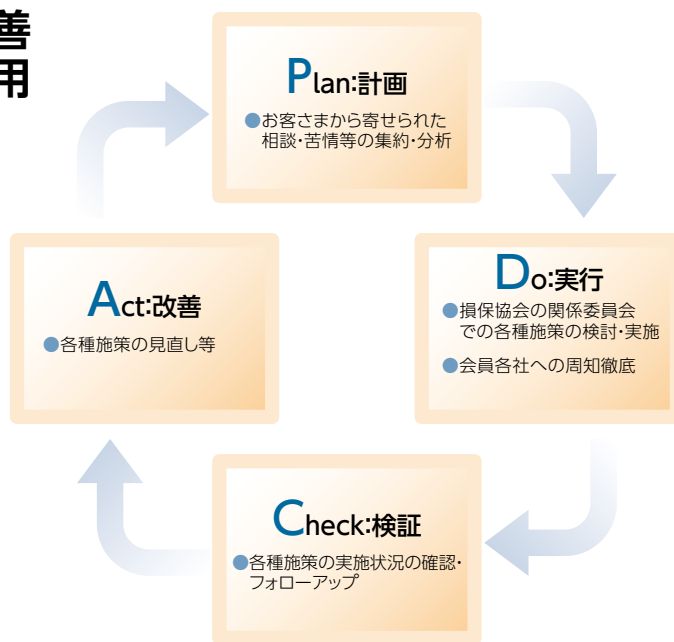 善
用
Plan:計画
●お客さまから寄せられた
相談・苦情等の集約・分析
Do:実行
●損保協会の関係委員会
での各種施策の検討・実施
●会員各社への周知徹底
Check:検証
●各種施策の実施状況の確認・
フォローアップ
Act:改善
●各種施策の見直し等